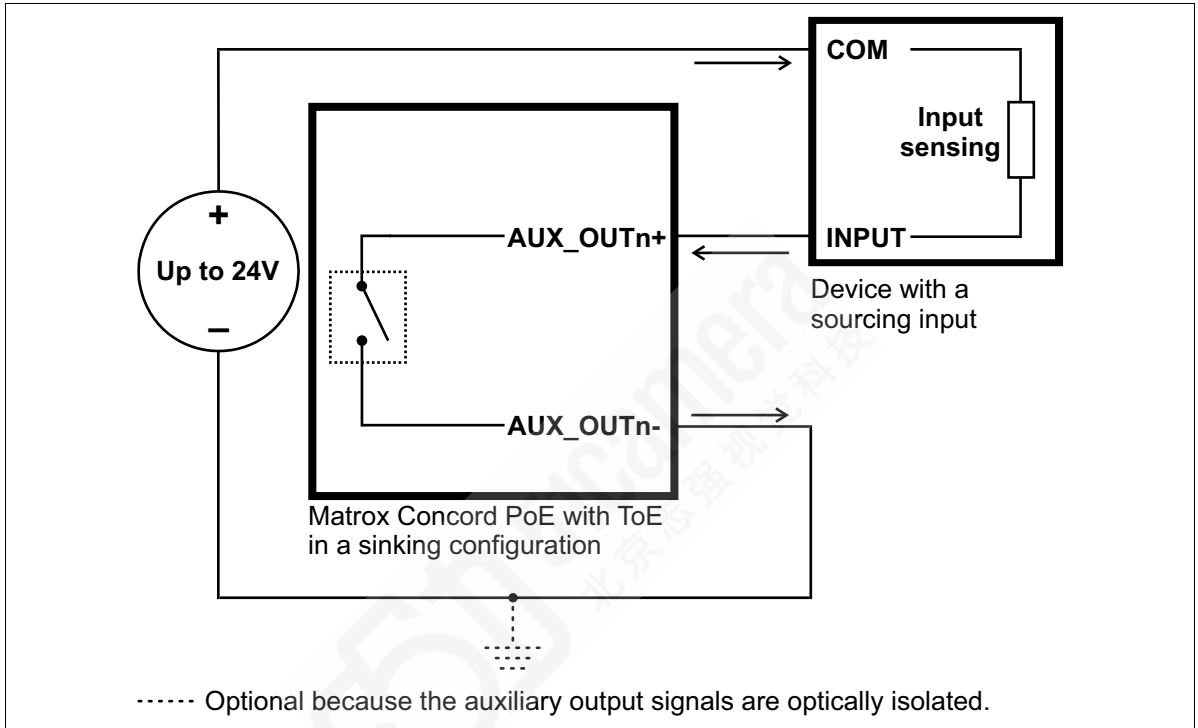 COM
Input
sensing
+
Up to 24V
–
AUX_OUTn+
INPUT
Device with a
sourcing input
AUX_OUTn-
Matrox Concord PoE with ToE
in a sinking configuration
Optional because the auxiliary output signals are optically isolated.